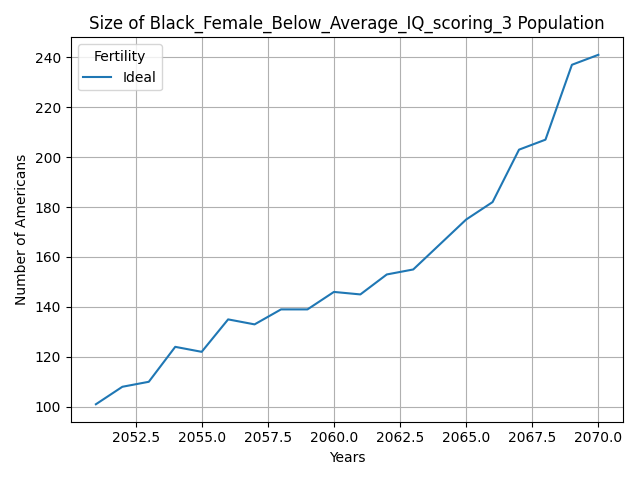 Size of Black_Female_Below_Average_IQ_scoring_3 Population
Fertility
Ideal
Number of Americans
240
220
200
180
160
140
120
100
2052.5 2055.0 2057.5 2060.0 2062.5 2065.0 2067.5 2070.0
Years